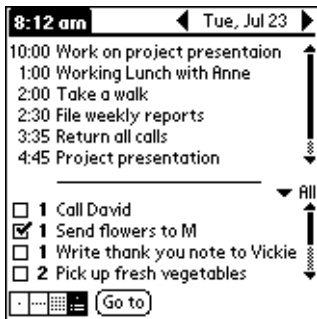 8:12 am Tue, Jul 23
10:00 Work on project presentaion
1:00 Working Lunch with Anne
2:00 Take a walk
2:30 File weekly reports
3:35 Return all calls
4:45 Project presentation
All
1 Call David
1 Send flowers to M
1 Write thank you note to Vickie
2 Pick up fresh vegetables
Go to